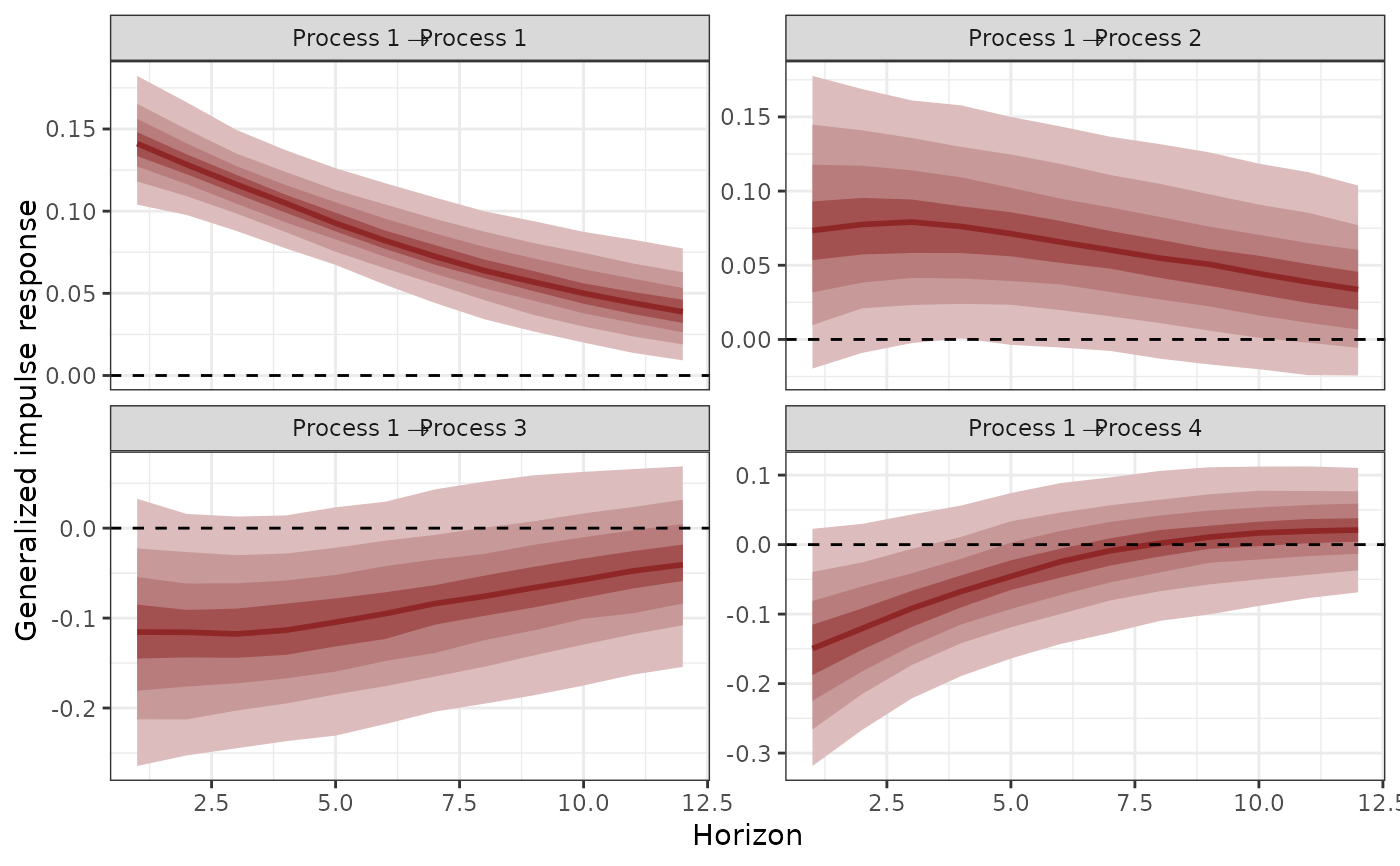 Process 1 → Process 1
Process 1 → Process 2
0.15
0.10
0.05
0.00
0.15
0.10
0.05
0.00
Generalized impulse response
Process 1 → Process 3
Process 1 → Process 4
0.0
-0.1
-0.2
0.1
0.0
-0.1
-0.2
-0.3
2.5 5.0 7.5 10.0 12.5
2.5 5.0 7.5 10.0 12.5
Horizon